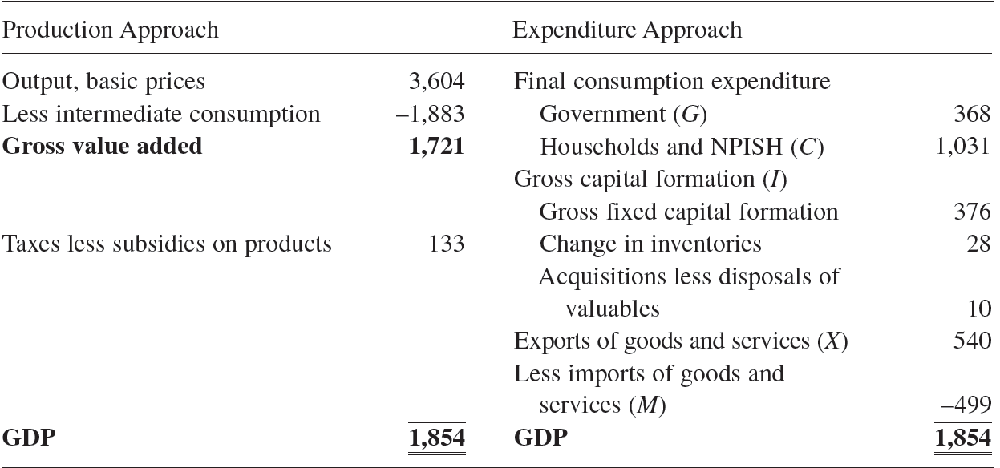 Production Approach Expenditure Approach
Output, basic prices 3,604 Final consumption expenditure
Less intermediate consumption –1,883 Government (G) 368
Gross value added 1,721 Households and NPISH (C) 1,031
Gross capital formation (I)
Gross fixed capital formation 376
Taxes less subsidies on products 133 Change in inventories 28
Acquisitions less disposals of
valuables 10
Exports of goods and services (X) 540
Less imports of goods and
services (M) –499
GDP 1,854 GDP 1,854